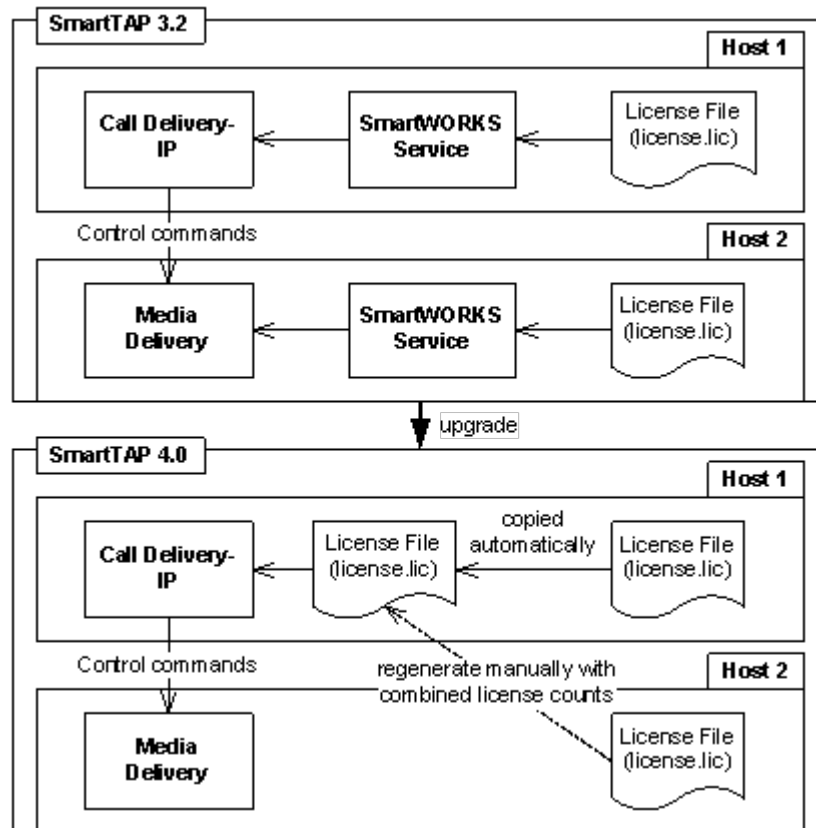 SmartTAP 3.2
Host 1
Call Delivery-
IP
SmartWORKS
Service
License File
(license.lic)
Control commands
Host 2
Media
Delivery
SmartWORKS
Service
License File
(license.lic)
upgrade
SmartTAP 4.0
Host 1
Call Delivery-
IP
License File
(license.lic)
copied
automatically
License File
(license.lic)
Control commands
regenerate manually with
combined license counts
Host 2
Media
Delivery
License File
(license.lic)